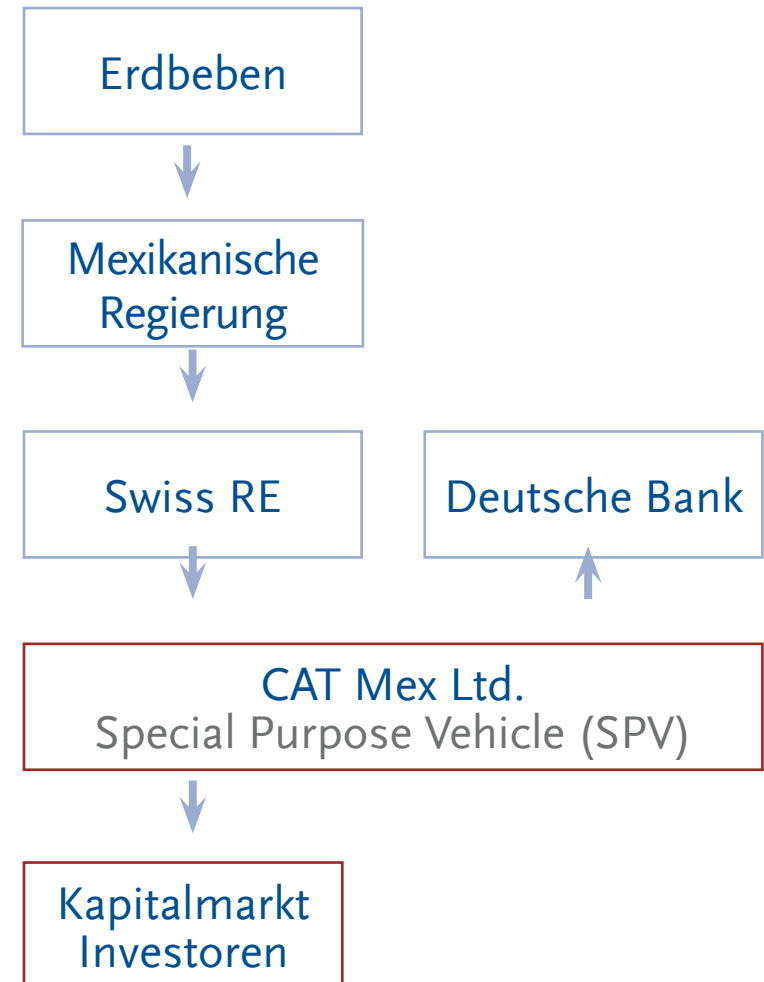 Erdbeben
Mexikanische
Regierung
Swiss RE
Deutsche Bank
CAT Mex Ltd.
Special Purpose Vehicle (SPV)
Kapitalmarkt
Investoren